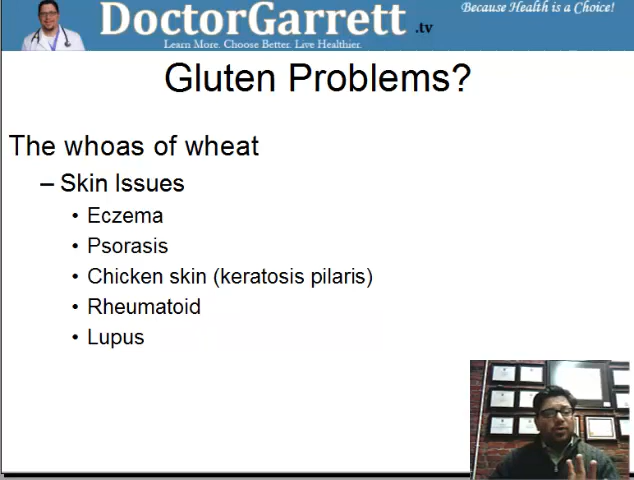 DoctorGarrett.tv
Because Health is a Choice!
Learn More. Choose Better. Live Healthier.
Gluten Problems?
The whoas of wheat
– Skin Issues
• Eczema
• Psorasis
• Chicken skin (keratosis pilaris)
• Rheumatoid
• Lupus